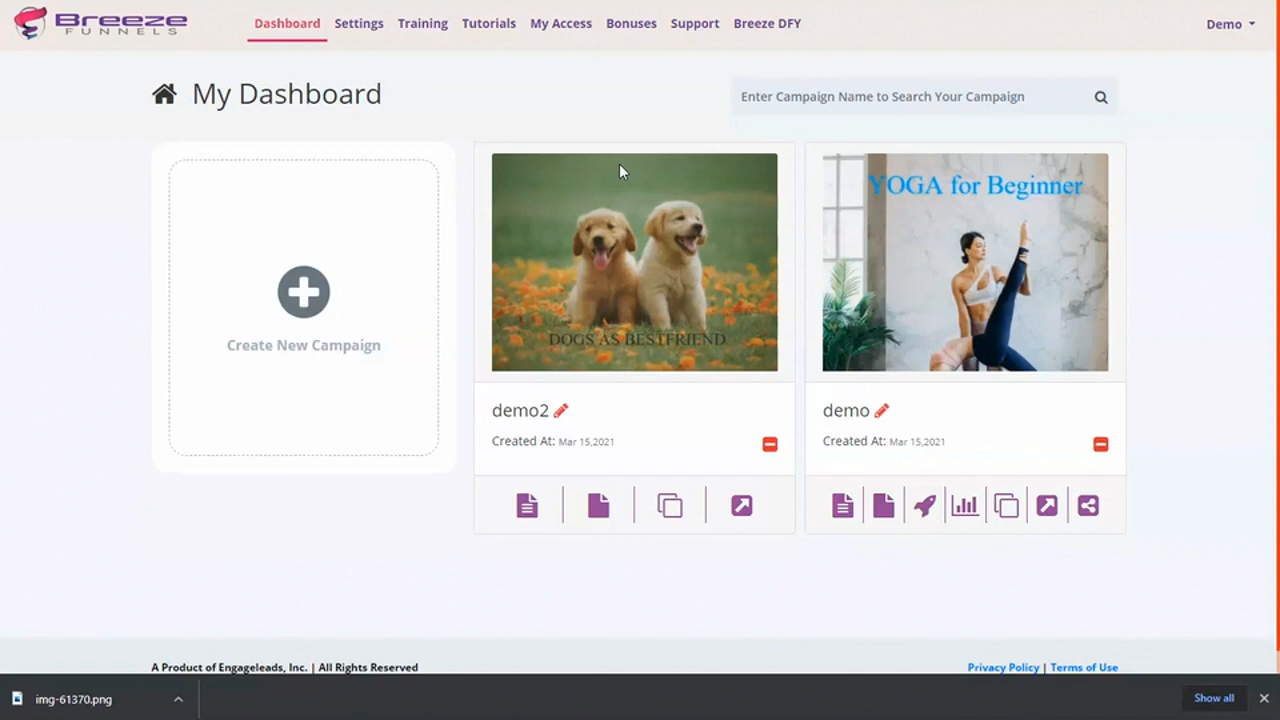 Breeze
FUNNELS
Dashboard Settings Training Tutorials My Access Bonuses Support Breeze DFY
Demo
My Dashboard
Enter Campaign Name to Search Your Campaign
Create New Campaign
DOGS AS BESTFRIEND
YOGA for Beginner
demo2
Created At: Mar 15,2021
demo
Created At: Mar 15,2021
A Product of Engageleads, Inc. | All Rights Reserved
Privacy Policy | Terms of Use
img-61370.png
Show all